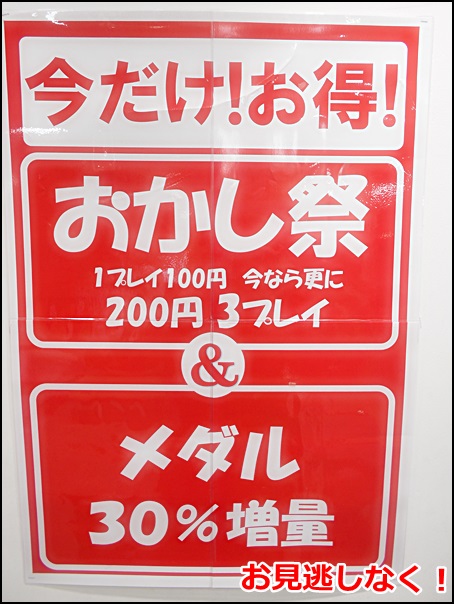 今だけ！お得！
おかし祭
1プレイ100円 今なら更に
200円 3プレイ
&
メダル
30%増量
お見逃しなく！